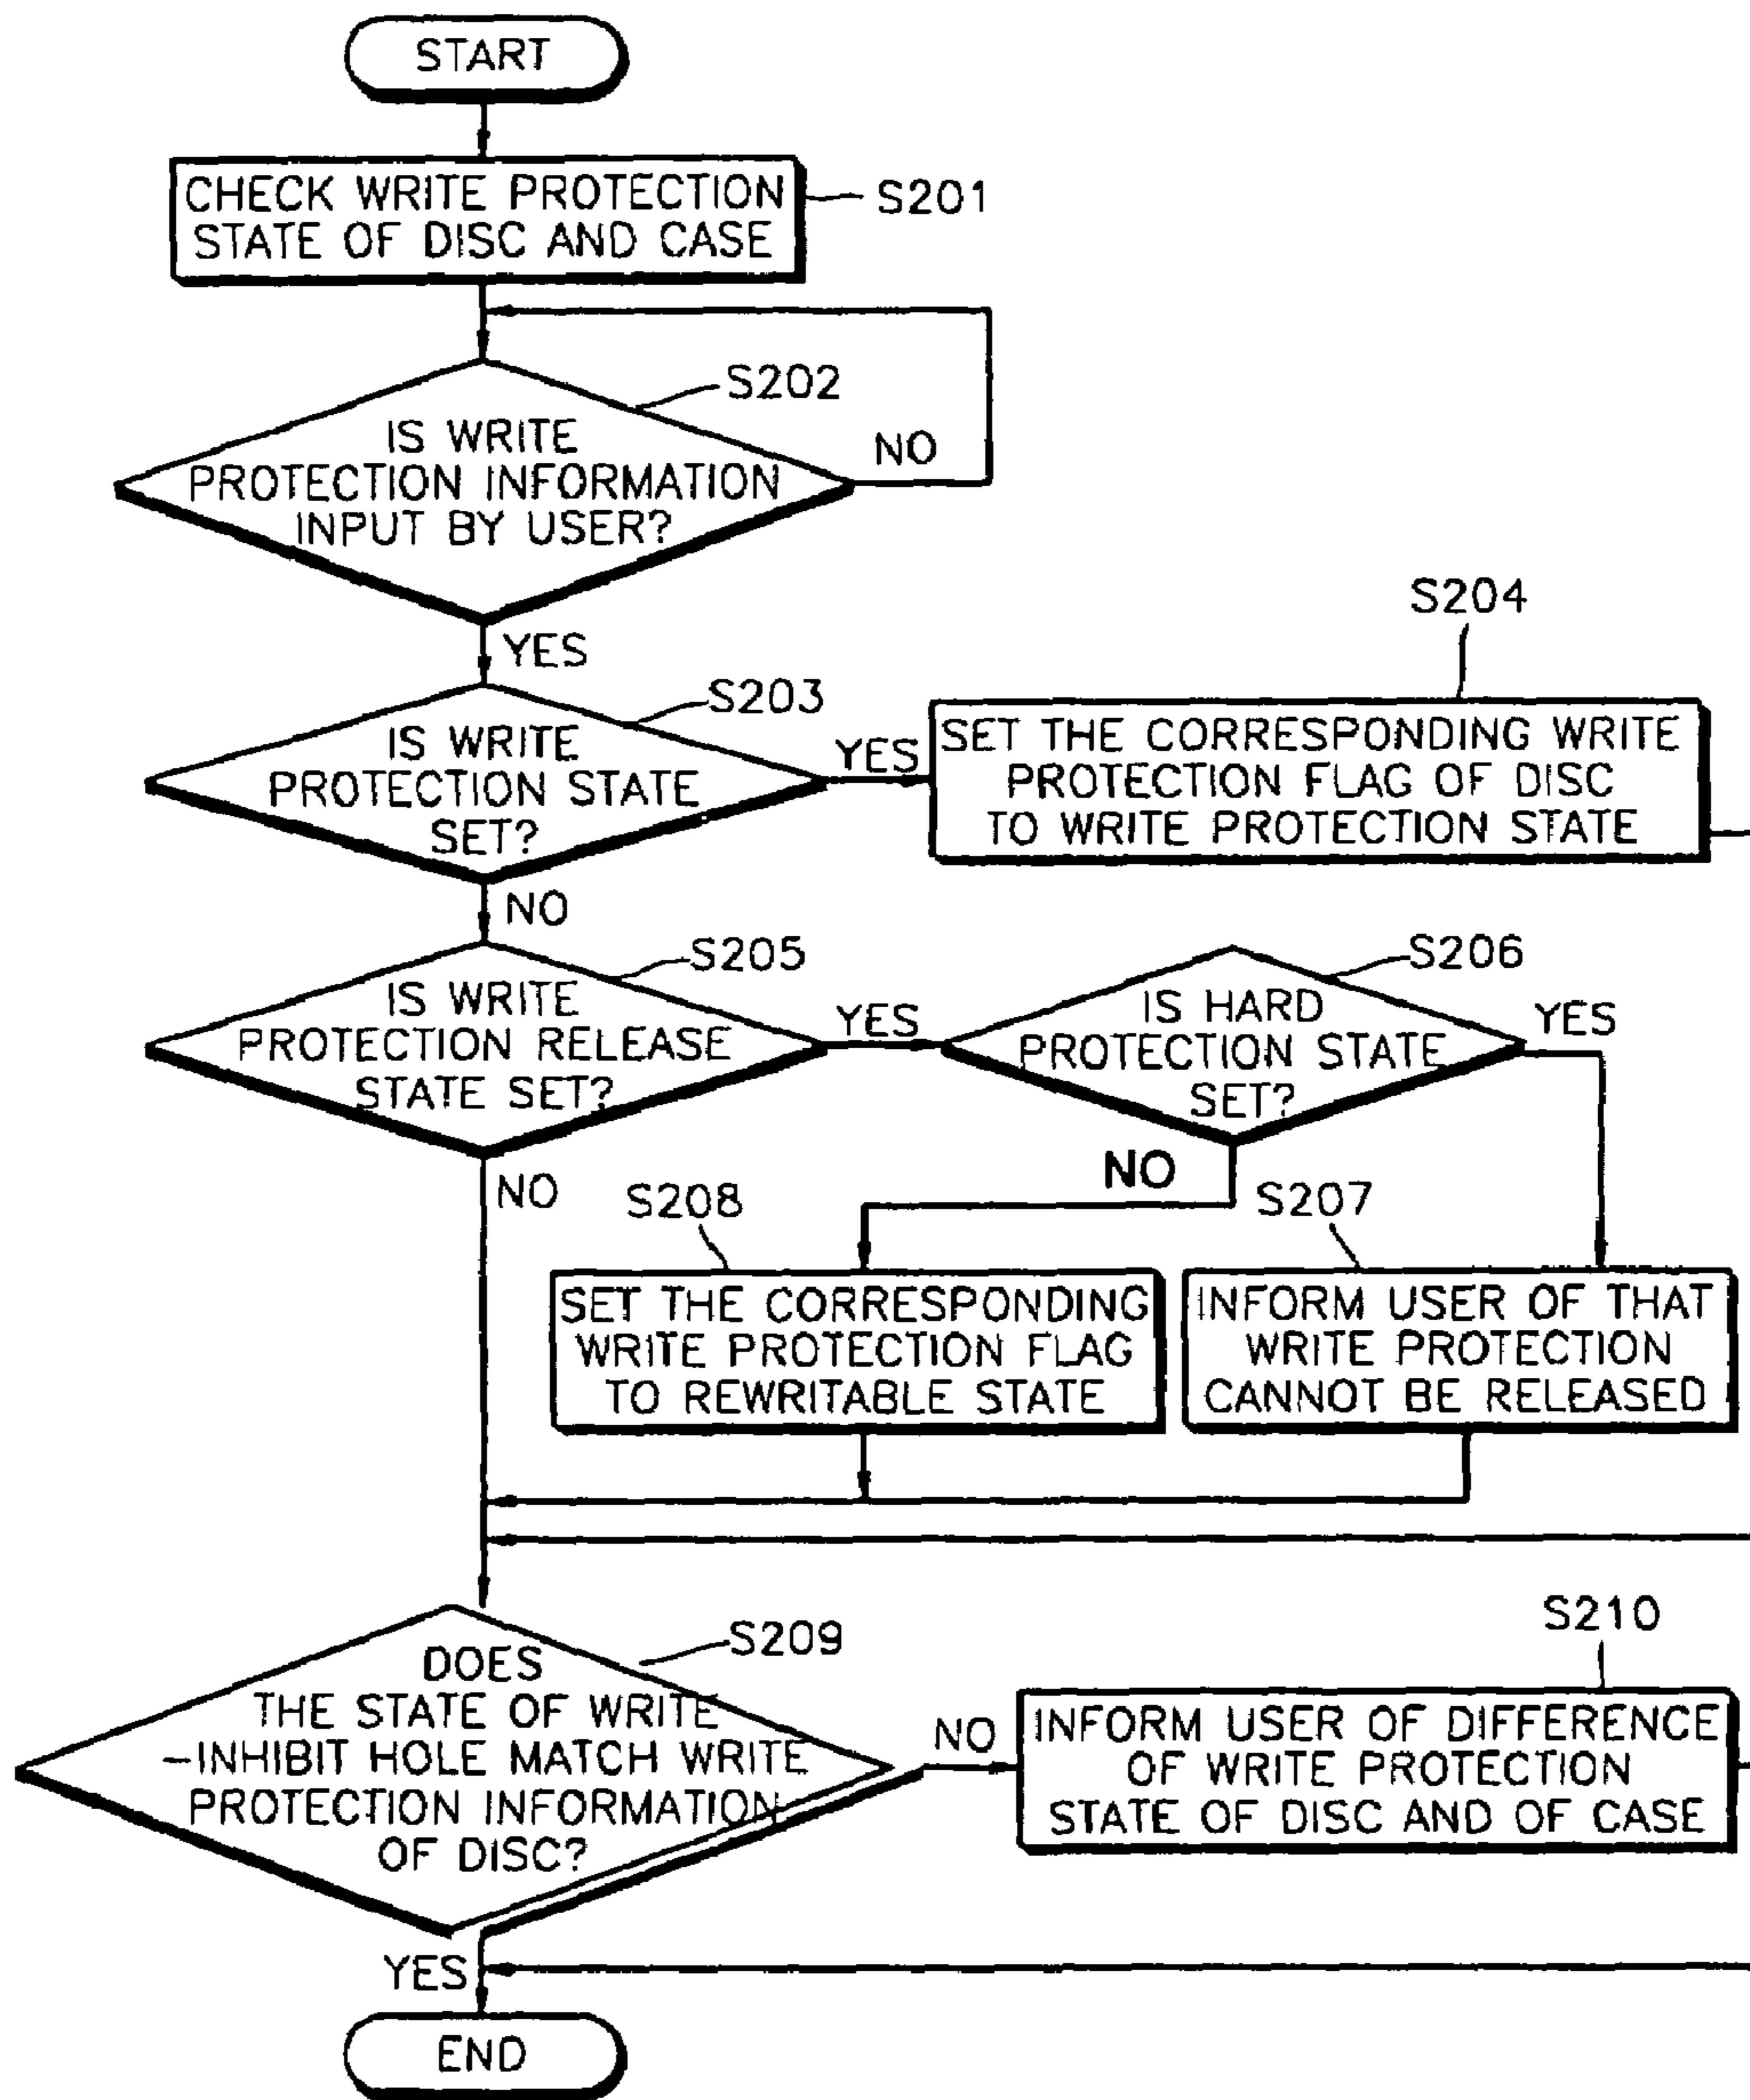 START
CHECK WRITE PROTECTION
STATE OF DISC AND CASE
S201
S202
IS WRITE
PROTECTION INFORMATION
INPUT BY USER?
NO
YES
S203
IS WRITE
PROTECTION STATE
SET?
YES
S204
SET THE CORRESPONDING WRITE
PROTECTION FLAG OF DISC
TO WRITE PROTECTION STATE
NO
S205
IS WRITE
PROTECTION RELEASE
STATE SET?
YES
S206
IS HARD
PROTECTION STATE
SET?
YES
NO
NO
S208
SET THE CORRESPONDING
WRITE PROTECTION FLAG
TO REWRITABLE STATE
S207
INFORM USER OF THAT
WRITE PROTECTION
CANNOT BE RELEASED
S209
DOES
THE STATE OF WRITE
-INHIBIT HOLE MATCH WRITE
PROTECTION INFORMATION
OF DISC?
NO
S210
INFORM USER OF DIFFERENCE
OF WRITE PROTECTION
STATE OF DISC AND OF CASE
YES
END